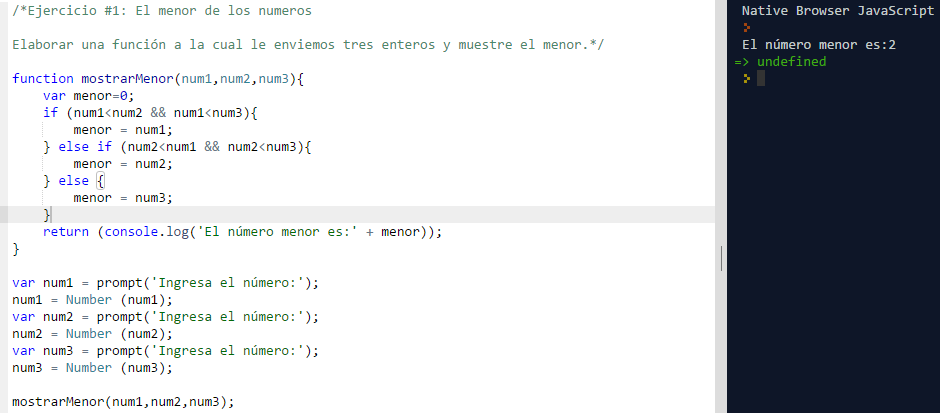 /*Ejercicio #1: El menor de los numeros
Elaborar una función a la cual le enviemos tres enteros y muestre el menor.*/
function mostrarMenor(num1,num2,num3){
    var menor=0;
    if (num1<num2 && num1<num3){
        menor = num1;
    } else if (num2<num1 && num2<num3){
        menor = num2;
    } else {
        menor = num3;
    }
    return (console.log('El número menor es:' + menor));
}
var num1 = prompt('Ingresa el número:');
num1 = Number (num1);
var num2 = prompt('Ingresa el número:');
num2 = Number (num2);
var num3 = prompt('Ingresa el número:');
num3 = Number (num3);
mostrarMenor(num1,num2,num3);
Native Browser JavaScript
El número menor es:2
=> undefined